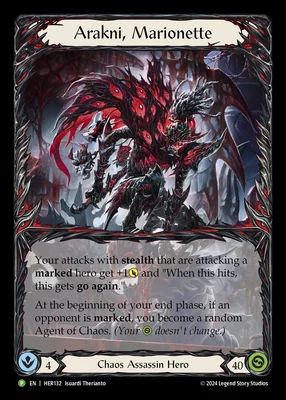 Arakni, Marionette
Your attacks with stealth that are attacking a
marked hero get +1 and "When this hits,
this gets go again."
At the beginning of your end phase, if an
opponent is marked, you become a random
Agent of Chaos. (Your doesn't change.)
4
Chaos Assassin Hero
40
P EN | HER132 Isuardi Therianto
© 2024 Legend Story Studios